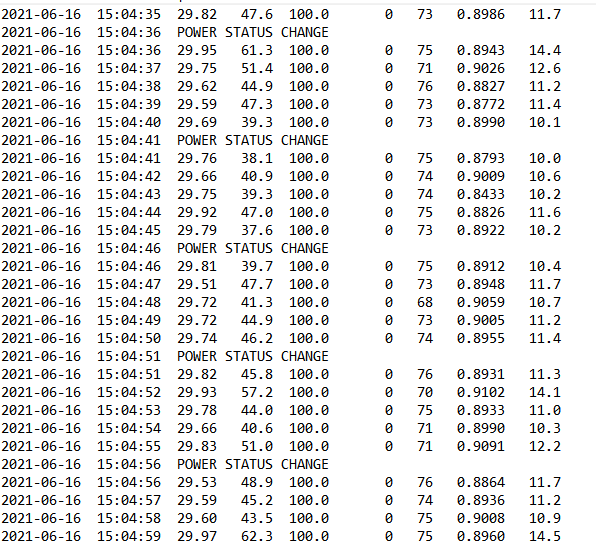 2021-06-16  15:04:35  29.82   47.6  100.0       0   73   0.8986   11.7
2021-06-16  15:04:36  POWER STATUS CHANGE
2021-06-16  15:04:36  29.95   61.3  100.0       0   75   0.8943   14.4
2021-06-16  15:04:37  29.75   51.4  100.0       0   71   0.9026   12.6
2021-06-16  15:04:38  29.62   44.9  100.0       0   76   0.8827   11.2
2021-06-16  15:04:39  29.59   47.3  100.0       0   73   0.8772   11.4
2021-06-16  15:04:40  29.69   39.3  100.0       0   73   0.8990   10.1
2021-06-16  15:04:41  POWER STATUS CHANGE
2021-06-16  15:04:41  29.76   38.1  100.0       0   75   0.8793   10.0
2021-06-16  15:04:42  29.66   40.9  100.0       0   74   0.9009   10.6
2021-06-16  15:04:43  29.75   39.3  100.0       0   74   0.8433   10.2
2021-06-16  15:04:44  29.92   47.0  100.0       0   75   0.8826   11.6
2021-06-16  15:04:45  29.79   37.6  100.0       0   73   0.8922   10.2
2021-06-16  15:04:46  POWER STATUS CHANGE
2021-06-16  15:04:46  29.81   39.7  100.0       0   75   0.8912   10.4
2021-06-16  15:04:47  29.51   47.7  100.0       0   73   0.8948   11.7
2021-06-16  15:04:48  29.72   41.3  100.0       0   68   0.9059   10.7
2021-06-16  15:04:49  29.72   44.9  100.0       0   73   0.9005   11.2
2021-06-16  15:04:50  29.74   46.2  100.0       0   74   0.8955   11.4
2021-06-16  15:04:51  POWER STATUS CHANGE
2021-06-16  15:04:51  29.82   45.8  100.0       0   76   0.8931   11.3
2021-06-16  15:04:52  29.93   57.2  100.0       0   70   0.9102   14.1
2021-06-16  15:04:53  29.78   44.0  100.0       0   75   0.8933   11.0
2021-06-16  15:04:54  29.66   40.6  100.0       0   71   0.8990   10.3
2021-06-16  15:04:55  29.83   51.0  100.0       0   71   0.9091   12.2
2021-06-16  15:04:56  POWER STATUS CHANGE
2021-06-16  15:04:56  29.53   48.9  100.0       0   76   0.8864   11.7
2021-06-16  15:04:57  29.59   45.2  100.0       0   74   0.8936   11.2
2021-06-16  15:04:58  29.60   43.5  100.0       0   75   0.9008   10.9
2021-06-16  15:04:59  29.97   62.3  100.0       0   75   0.8960   14.5